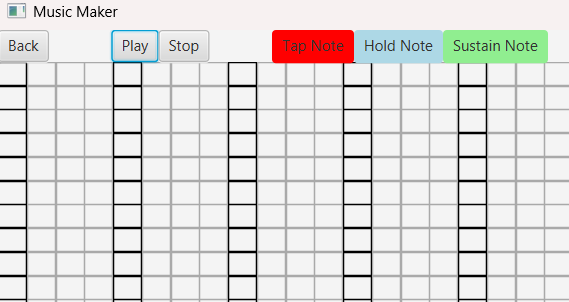 Music Maker
Back Play Stop Tap Note Hold Note Sustain Note